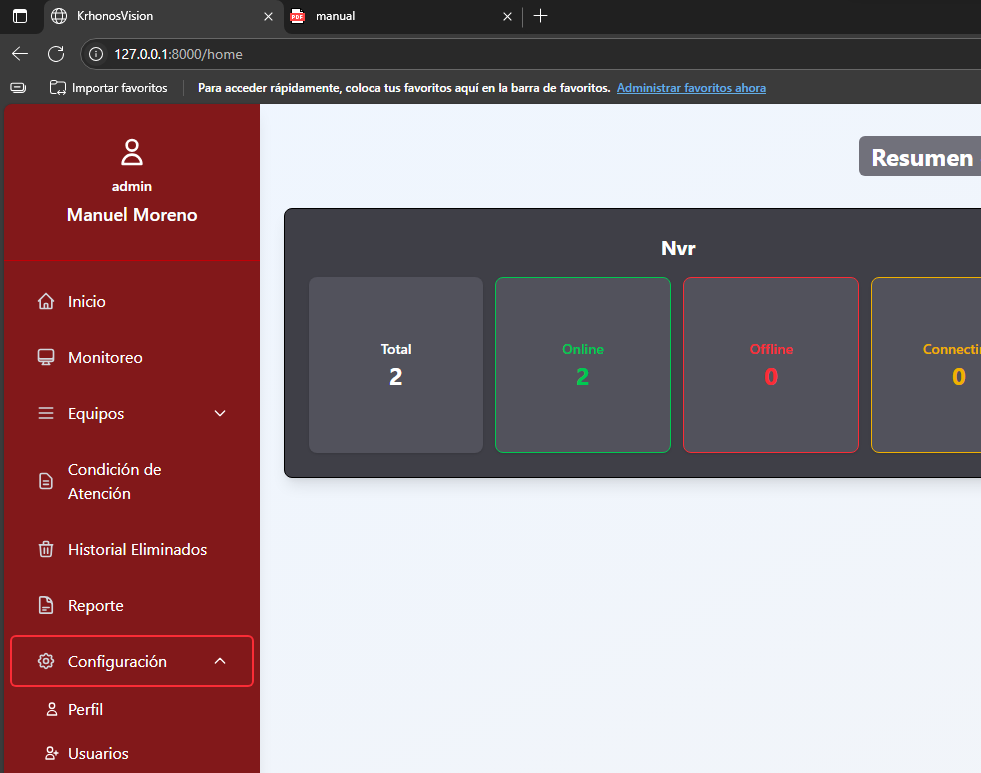 KrhonosVision
manual
127.0.0.1:8000/home
Importar favoritos
Para acceder rápidamente, coloca tus favoritos aquí en la barra de favoritos. Administrar favoritos ahora
admin
Manuel Moreno
Inicio
Monitoreo
Equipos
Condición de
Atención
Historial Eliminados
Reporte
Configuración
Perfil
Usuarios
Resumen
Nvr
Total
2
Online
2
Offline
0
Connectin
0